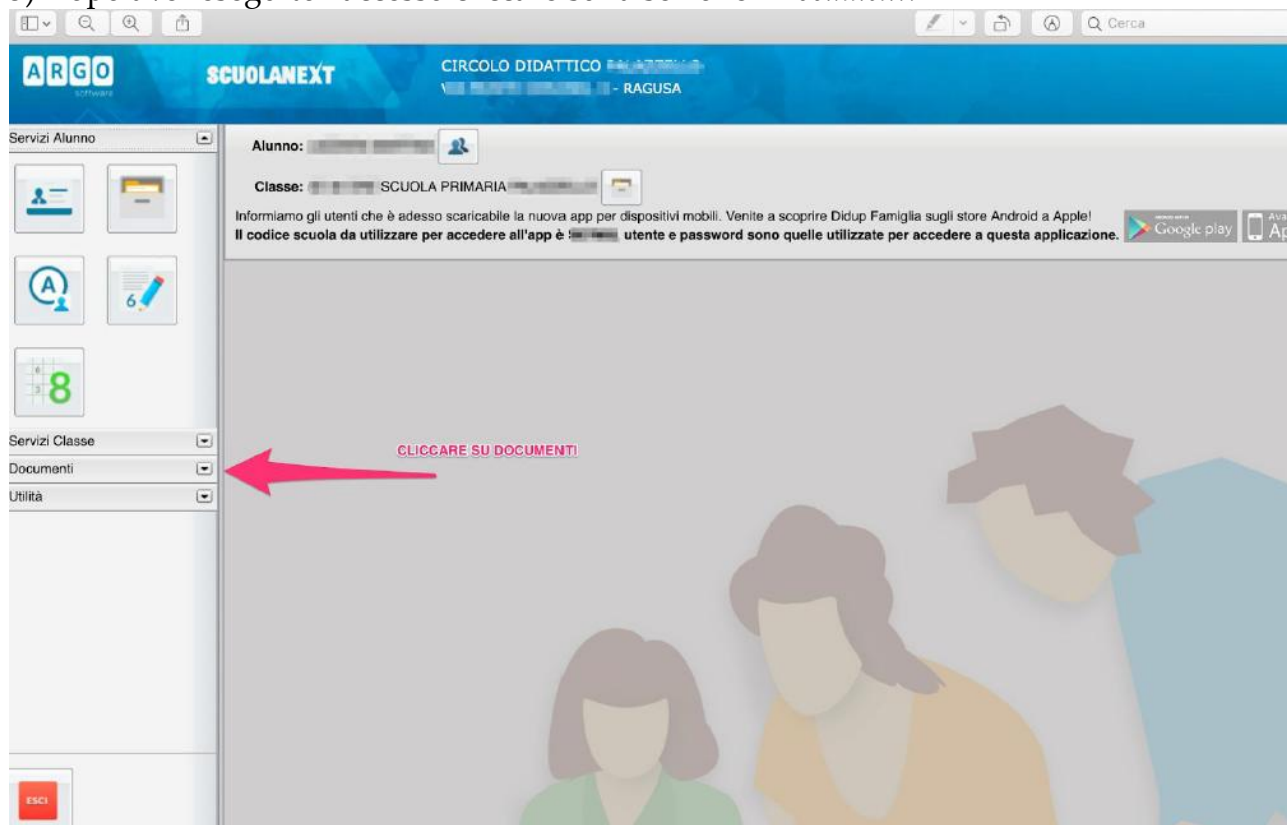 Cerca
ARGO
software
SCUOLANEXT
CIRCOLO DIDATTICO
- RAGUSA
Servizi Alunno
Alunno:
Classe: SCUOLA PRIMARIA
Informiamo gli utenti che è adesso scaricabile la nuova app per dispositivi mobili. Venite a scoprire Didup Famiglia sugli store Android a Apple!
Il codice scuola da utilizzare per accedere all'app è utente e password sono quelle utilizzate per accedere a questa applicazione.
Google play
A
6
8
Servizi Classe
CLICCARE SU DOCUMENTI
Documenti
Utilità
ESCI